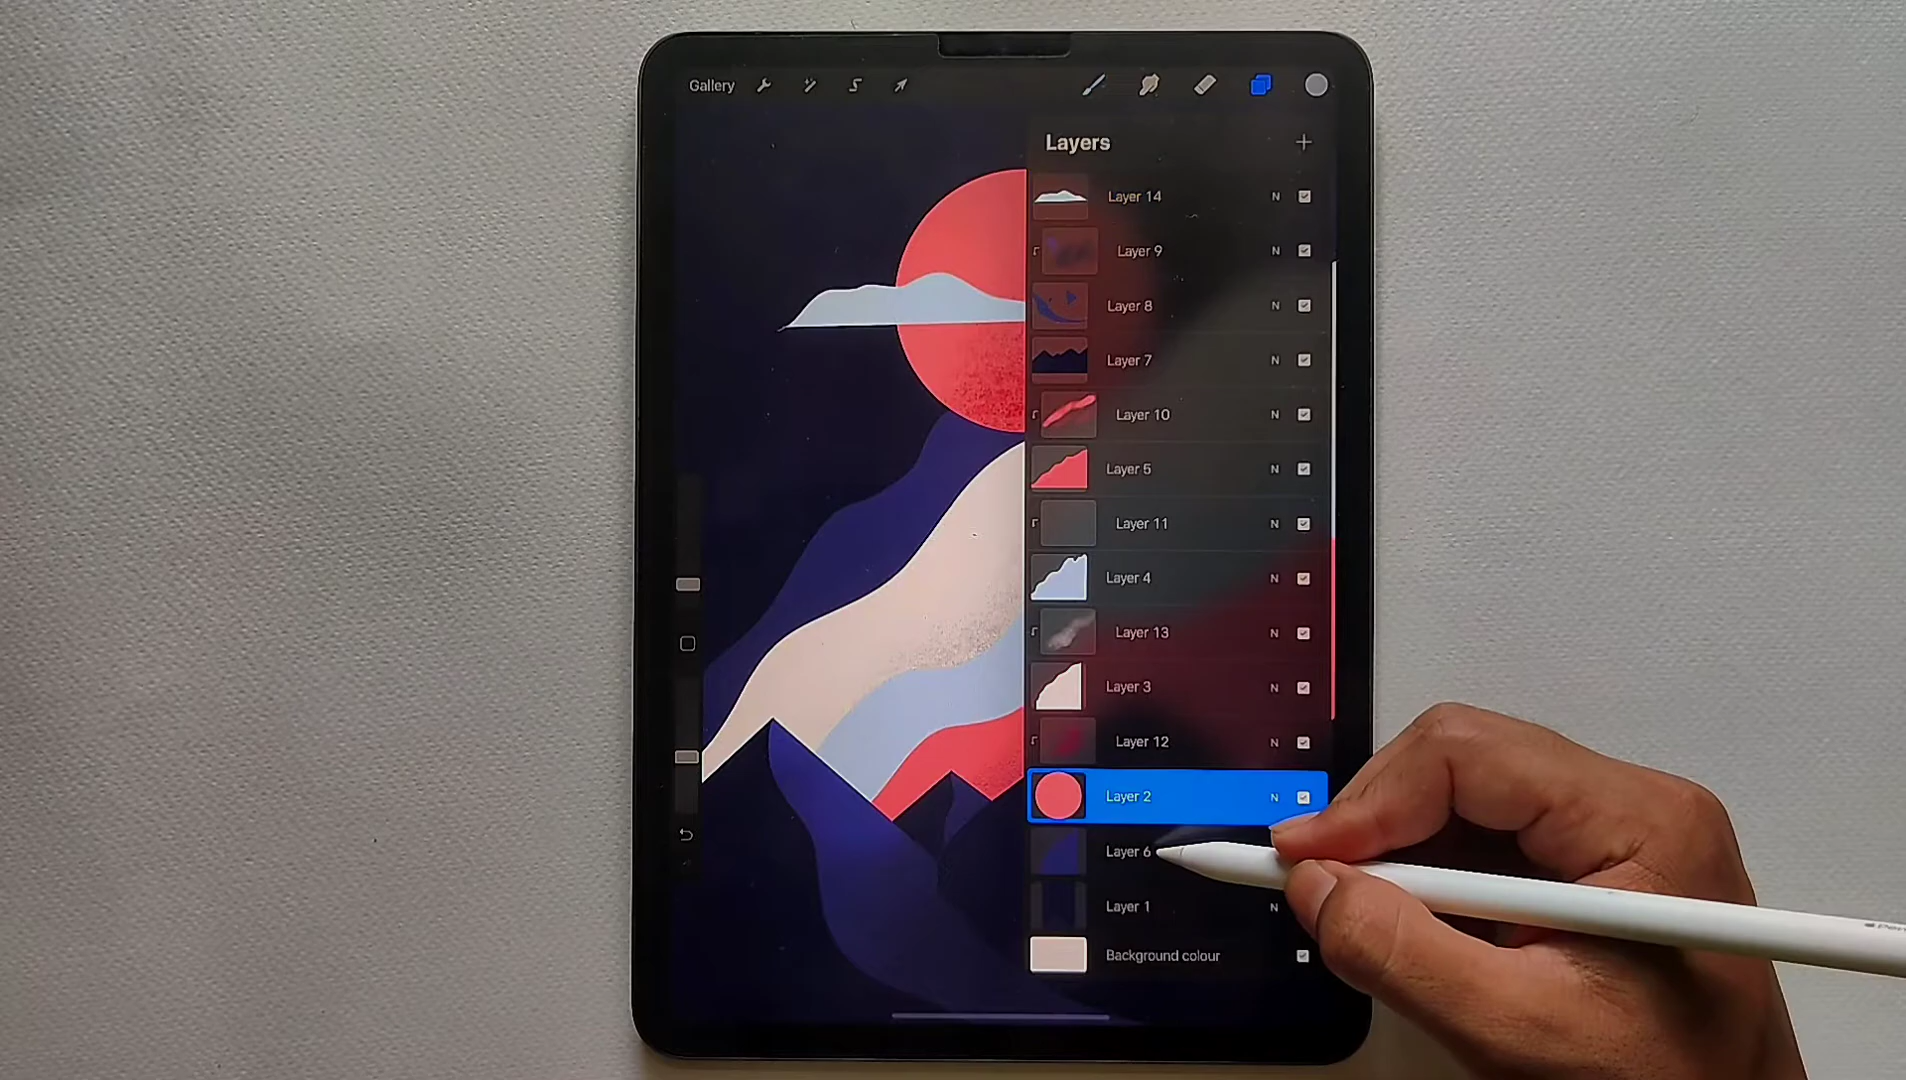 Gallery
Layers
Layer 14 N
Layer 9 N
Layer 8 N
Layer 7 N
Layer 10 N
Layer 5 N
Layer 11 N
Layer 4 N
Layer 13 N
Layer 3 N
Layer 12 N
Layer 2 N
Layer 6
Layer 1 N
Background colour